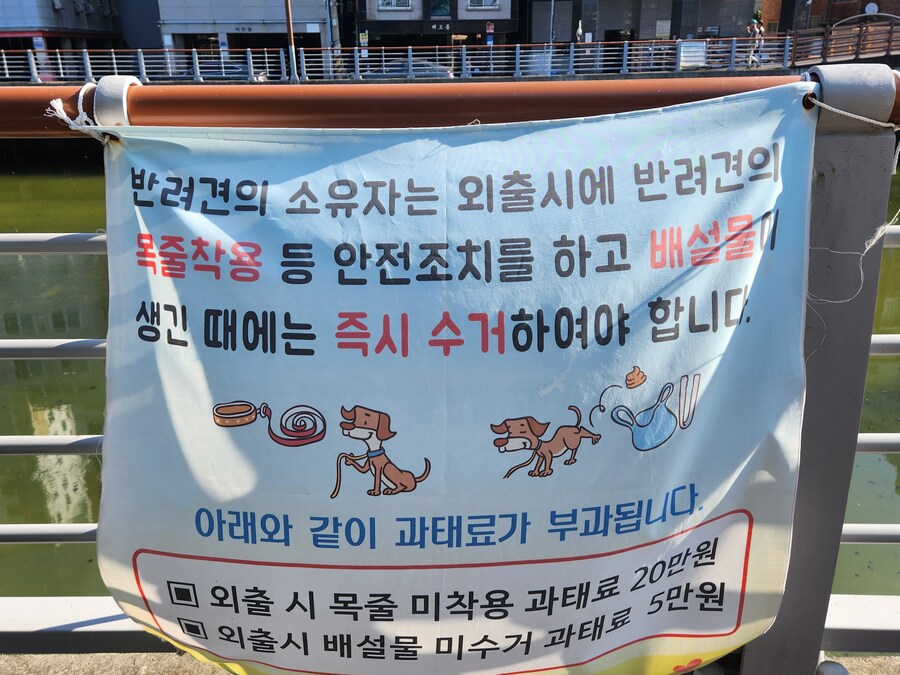 반려견의 소유자는 외출시에 반려견의
목줄착용 등 안전조치를 하고 배설물이
생긴 때에는 즉시 수거하여야 합니다.
아래와 같이 과태료가 부과됩니다.
▣ 외출 시 목줄 미착용 과태료 20만원
▣ 외출시 배설물 미수거 과태료 5만원